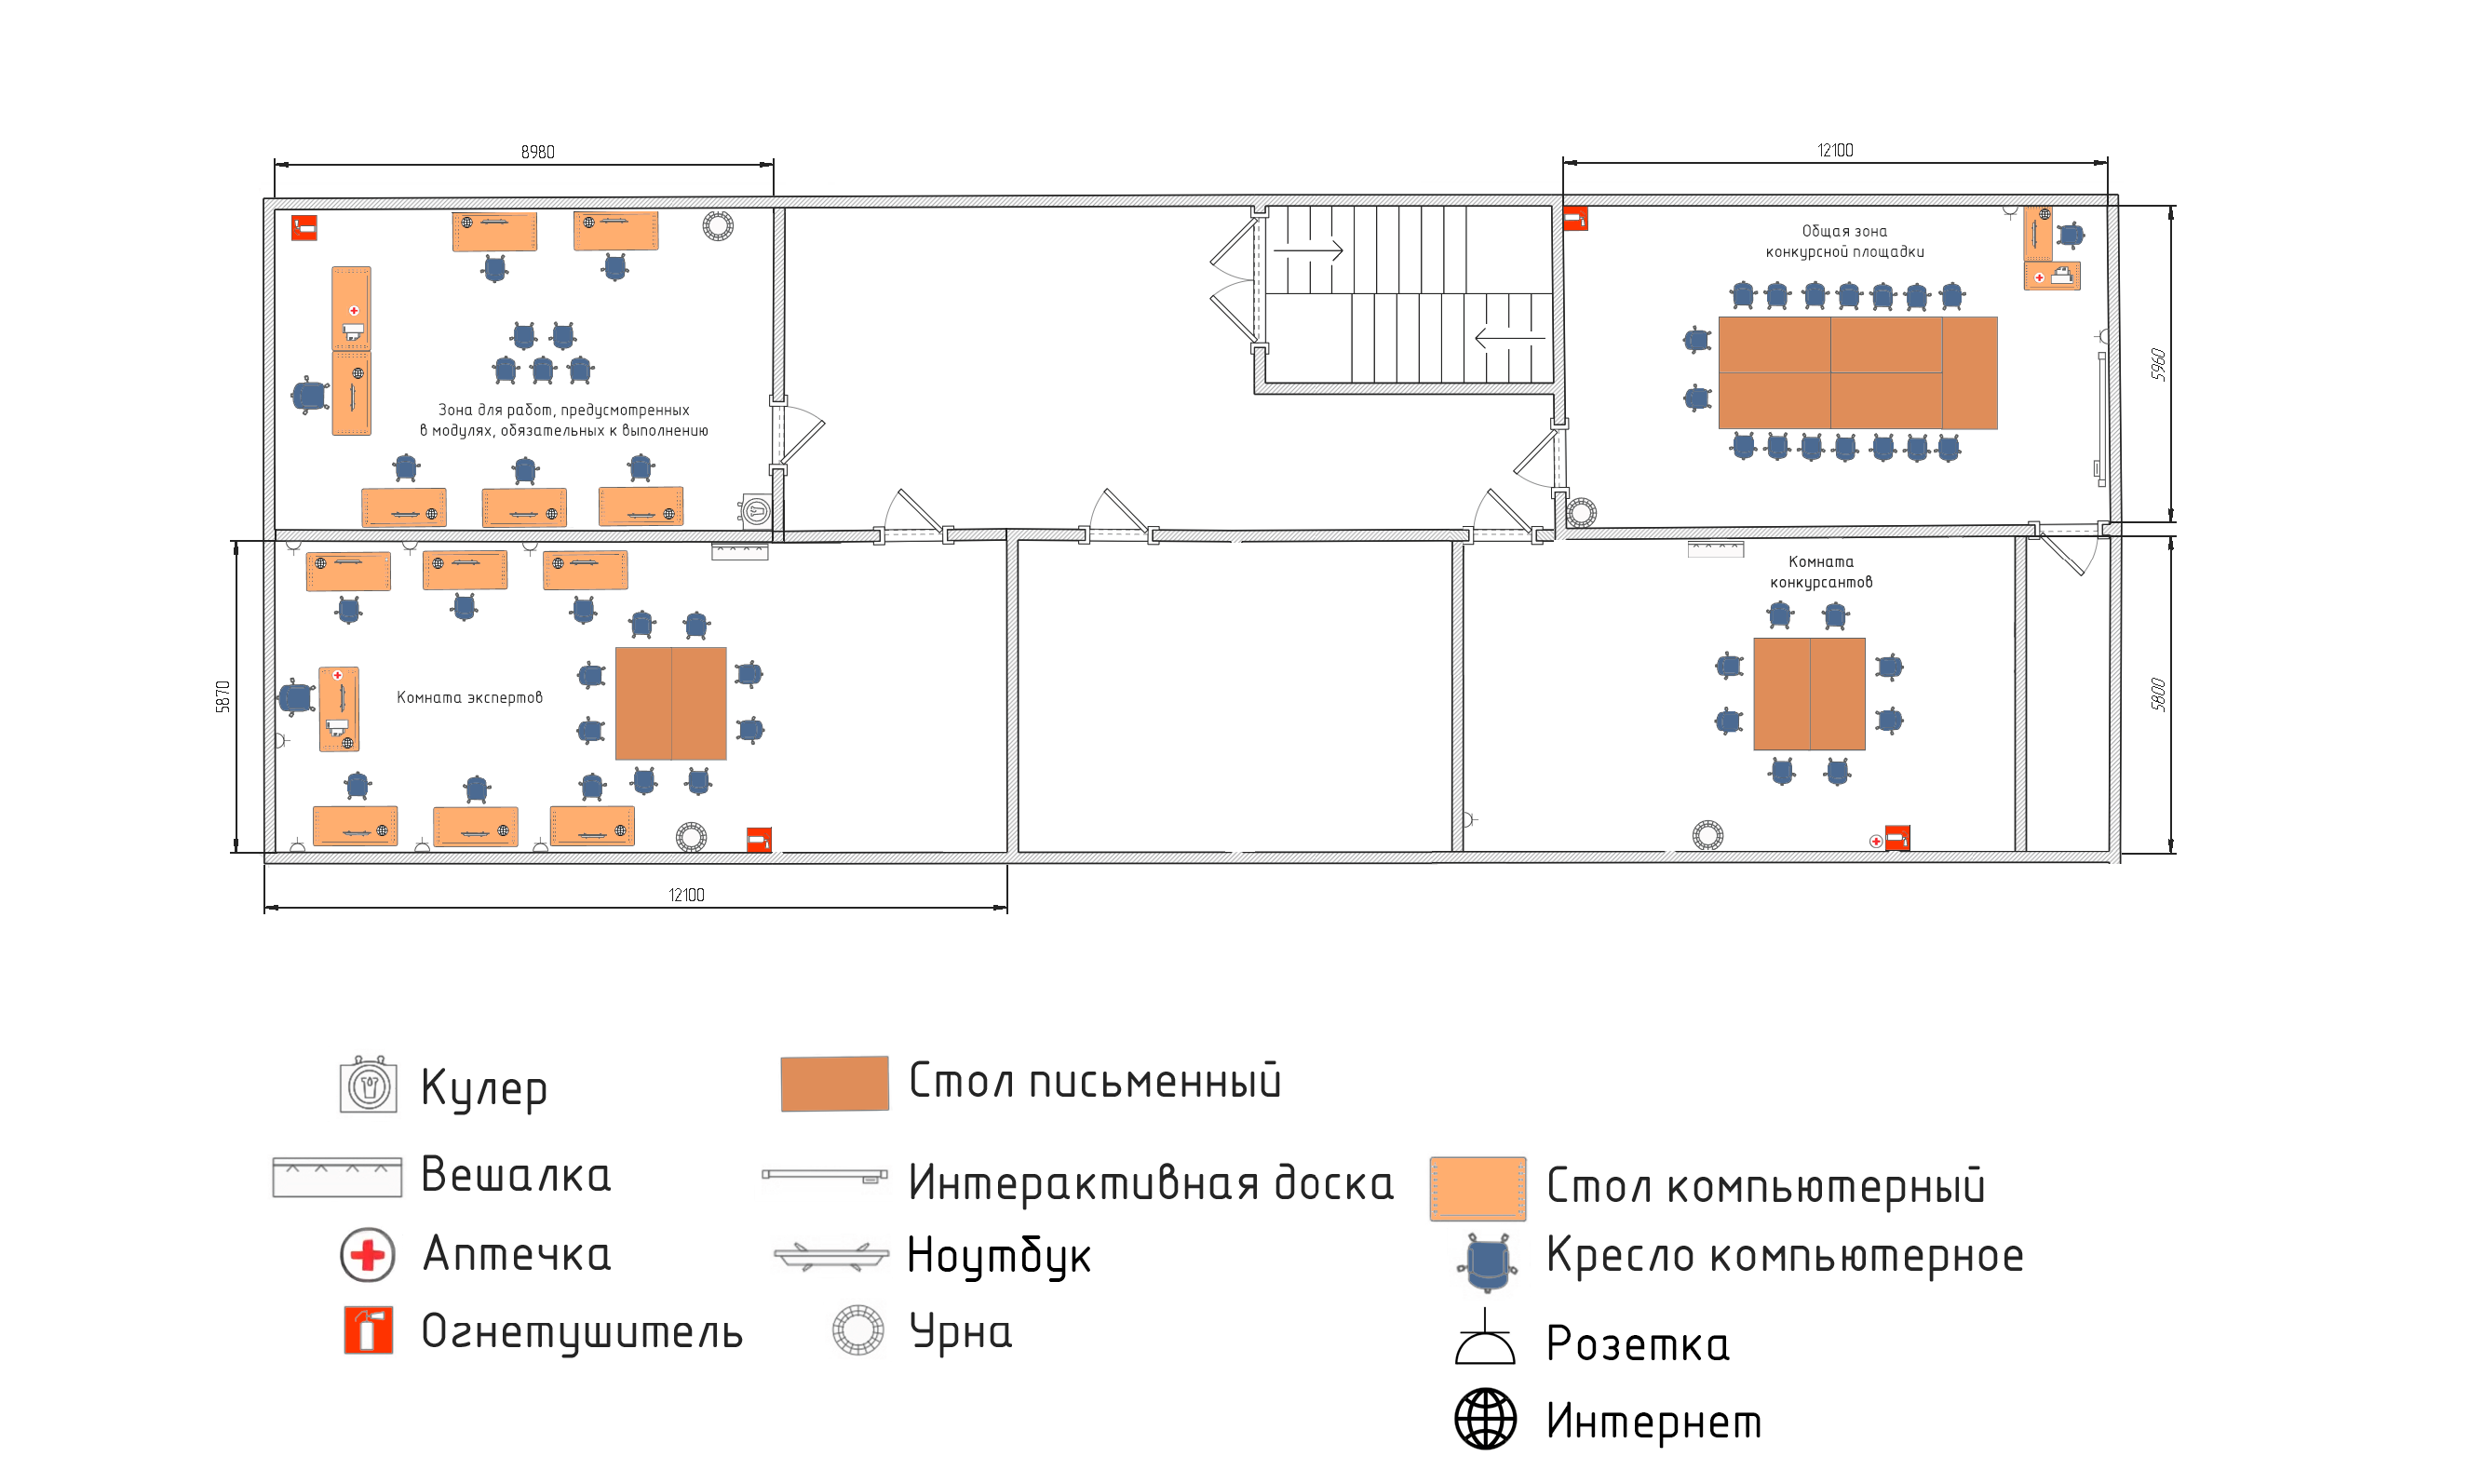 8980
12100
Общая зона
конкурсной площадки
5960
Зона для работ, предусмотренных
в модулях, обязательных к выполнению
Комната
конкурсантов
5870
Комната экспертов
5800
12100
Кулер
Стол письменный
Вешалка
Интерактивная доска
Стол компьютерный
Аптечка
Ноутбук
Кресло компьютерное
Огнетушитель
Урна
Розетка
Интернет